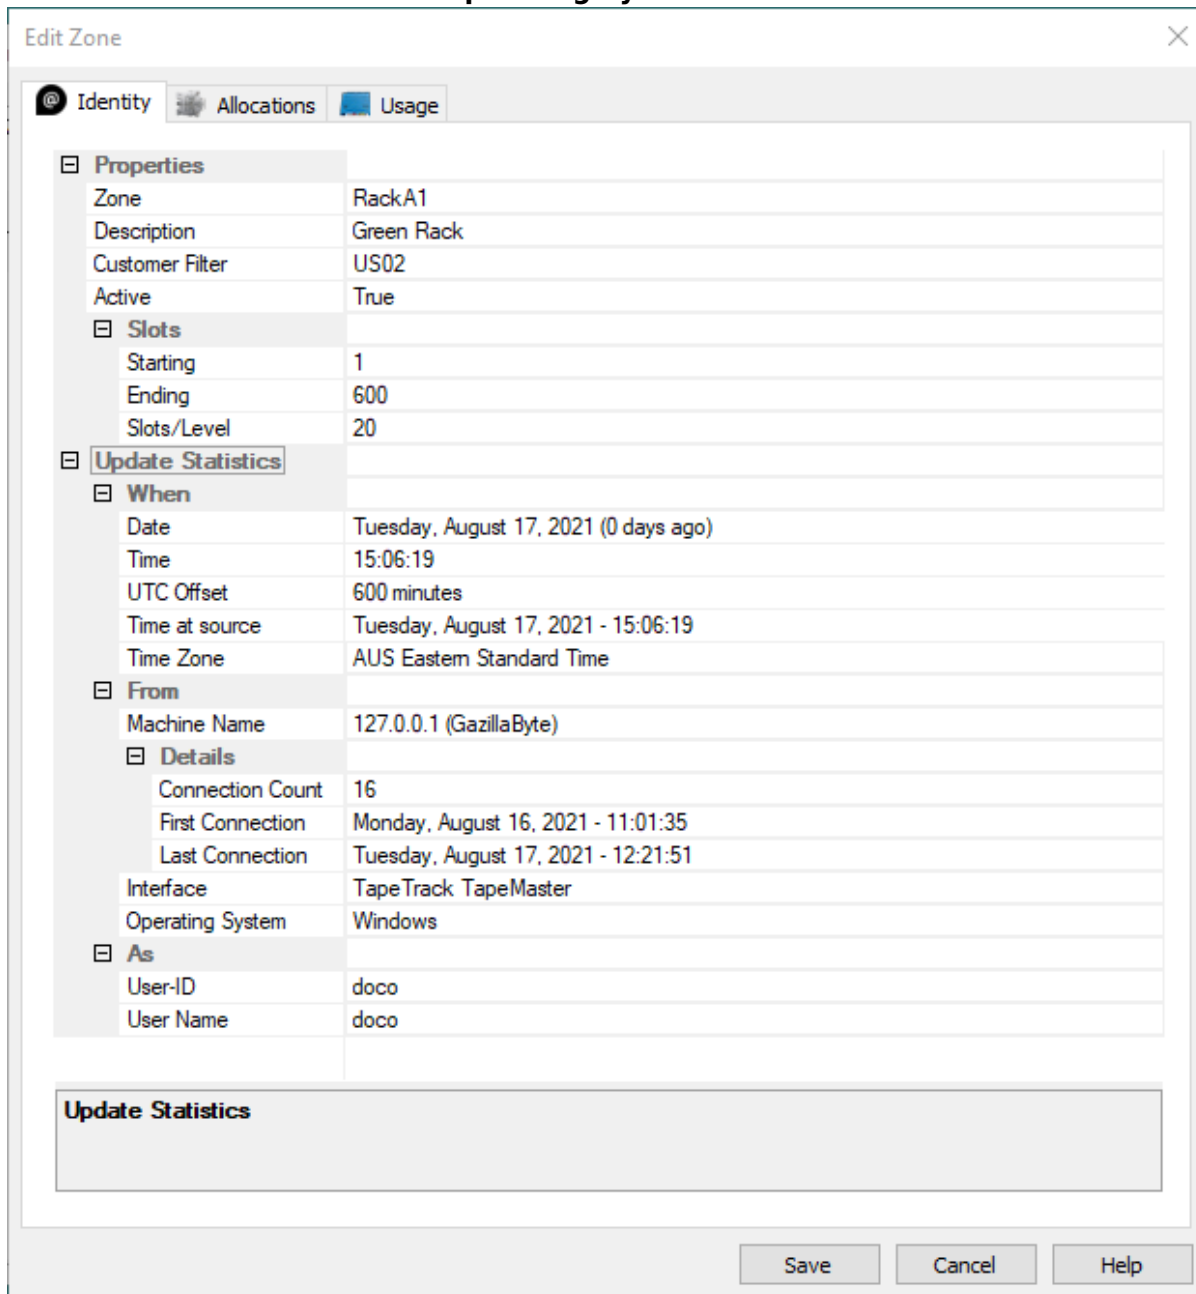 Edit Zone
Identity Allocations Usage
Properties
Zone RackA1
Description Green Rack
Customer Filter US02
Active True
Slots
Starting 1
Ending 600
Slots/Level 20
Update Statistics
When
Date Tuesday, August 17, 2021 (0 days ago)
Time 15:06:19
UTC Offset 600 minutes
Time at source Tuesday, August 17, 2021 - 15:06:19
Time Zone AUS Eastern Standard Time
From
Machine Name 127.0.0.1 (GazillaByte)
Details
Connection Count 16
First Connection Monday, August 16, 2021 - 11:01:35
Last Connection Tuesday, August 17, 2021 - 12:21:51
Interface TapeTrack TapeMaster
Operating System Windows
As
User-ID doco
User Name doco
Update Statistics
Save Cancel Help